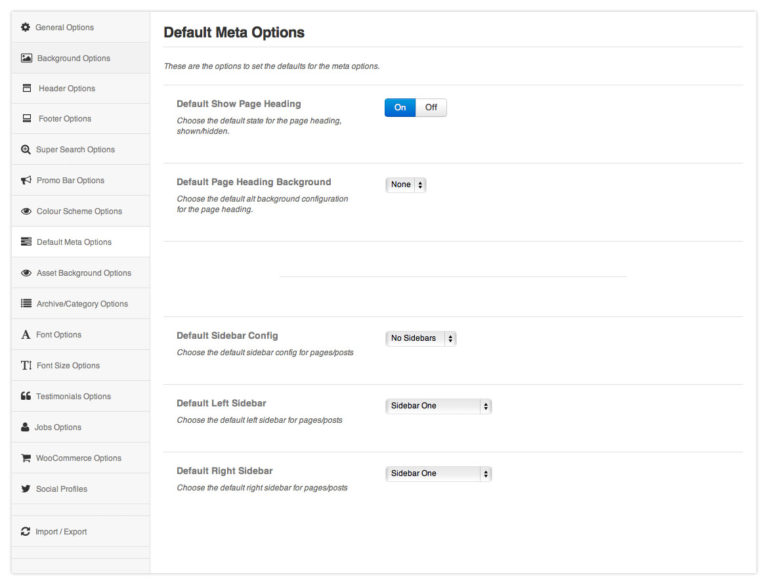 General Options
Background Options
Header Options
Footer Options
Super Search Options
Promo Bar Options
Colour Scheme Options
Default Meta Options
Asset Background Options
Archive/Category Options
Font Options
Font Size Options
Testimonials Options
Jobs Options
WooCommerce Options
Social Profiles
Import / Export
Default Meta Options
These are the options to set the defaults for the meta options.
Default Show Page Heading
On Off
Choose the default state for the page heading,
shown/hidden.
Default Page Heading Background
None
Choose the default alt background configuration
for the page heading.
Default Sidebar Config
No Sidebars
Choose the default sidebar config for pages/posts
Default Left Sidebar
Sidebar One
Choose the default left sidebar for pages/posts
Default Right Sidebar
Sidebar One
Choose the default right sidebar for pages/posts